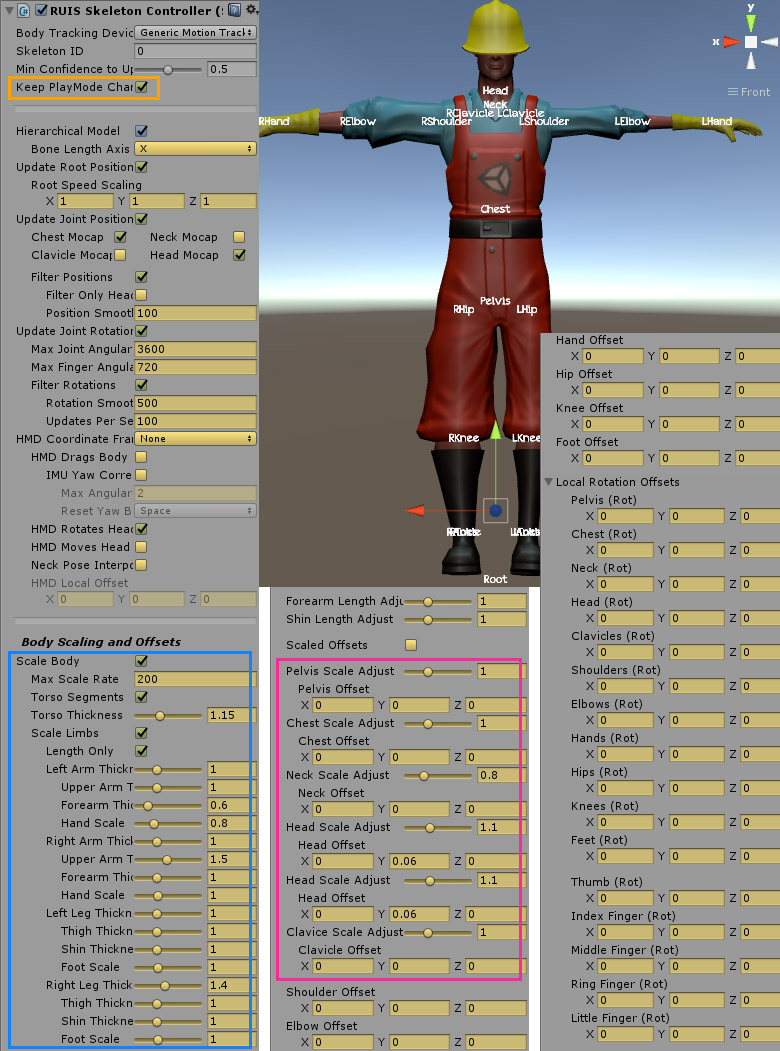 RUIS Skeleton Controller (S
Body Tracking Devic Generic Motion Track
Skeleton ID 0
Min Confidence to Up 0.5
Keep PlayMode Chan
Hierarchical Model
Bone Length Axis X
Update Root Position
Root Speed Scaling
X 1 Y 1 Z 1
Update Joint Position
Chest Mocap Neck Mocap
Clavicle Mocap Head Mocap
Filter Positions
Filter Only Head
Position Smooth 100
Update Joint Rotation
Max Joint Angular 3600
Max Finger Angula 720
Filter Rotations
Rotation Smoot 500
Updates Per Se 100
HMD Coordinate Fran None
HMD Drags Body
IMU Yaw Corre
Max Angular 2
Reset Yaw B Space
HMD Rotates Head
HMD Moves Head
Neck Pose Interpo
HMD Local Offset
X 0 Y 0 Z 0
Body Scaling and Offsets
Scale Body
Max Scale Rate 200
Torso Segments
Torso Thickness 1.15
Scale Limbs
Length Only
Left Arm Thickn 1
Upper Arm T 1
Forearm Thic 0.6
Hand Scale 0.8
Right Arm Thick 1
Upper Arm T 1.5
Forearm Thic 1
Hand Scale 1
Left Leg Thickn 1
Thigh Thickn 1
Shin Thickne 1
Foot Scale 1
Right Leg Thickn 1.4
Thigh Thickn 1
Shin Thickne 1
Foot Scale 1
y
x
Front
Head
Neck
RClavicle LClavicle
RHand RElbow RShoulder LShoulder LElbow LHand
Chest
Pelvis
RHip LHip
RKnee LKnee
Root
Forearm Length Adju 1
Shin Length Adjust 1
Scaled Offsets
Pelvis Scale Adjust 1
Pelvis Offset
X 0 Y 0 Z 0
Chest Scale Adjust 1
Chest Offset
X 0 Y 0 Z 0
Neck Scale Adjust 0.8
Neck Offset
X 0 Y 0 Z 0
Head Scale Adjust 1.1
Head Offset
X 0 Y 0.06 Z 0
Head Scale Adjust 1.1
Head Offset
X 0 Y 0.06 Z 0
Clavice Scale Adjust 1
Clavicle Offset
X 0 Y 0 Z 0
Shoulder Offset
X 0 Y 0 Z 0
Elbow Offset
X 0 Y 0 Z 0
Hand Offset
X 0 Y 0 Z 0
Hip Offset
X 0 Y 0 Z 0
Knee Offset
X 0 Y 0 Z 0
Foot Offset
X 0 Y 0 Z 0
Local Rotation Offsets
Pelvis (Rot)
X 0 Y 0 Z 0
Chest (Rot)
X 0 Y 0 Z 0
Neck (Rot)
X 0 Y 0 Z 0
Head (Rot)
X 0 Y 0 Z 0
Clavicles (Rot)
X 0 Y 0 Z 0
Shoulders (Rot)
X 0 Y 0 Z 0
Elbows (Rot)
X 0 Y 0 Z 0
Hands (Rot)
X 0 Y 0 Z 0
Hips (Rot)
X 0 Y 0 Z 0
Knees (Rot)
X 0 Y 0 Z 0
Feet (Rot)
X 0 Y 0 Z 0
Thumb (Rot)
X 0 Y 0 Z 0
Index Finger (Rot)
X 0 Y 0 Z 0
Middle Finger (Rot)
X 0 Y 0 Z 0
Ring Finger (Rot)
X 0 Y 0 Z 0
Little Finger (Rot)
X 0 Y 0 Z 0